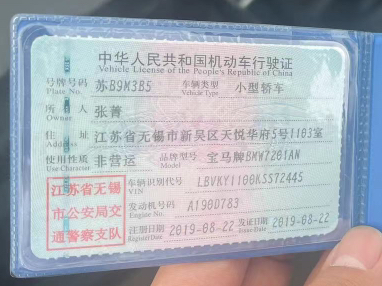 中华人民共和国机动车行驶证
Vehicle License of the People's Republic of China
号牌号码 苏B9M3B5 车辆类型 小型轿车
Plate No. Vehicle Type
所有人 张菁
Owner
住址 江苏省无锡市新吴区天悦华府5号1103室
Address
使用性质 非营运 品牌型号 宝马牌BMW7201AN
Use Character Model
江苏省无锡 车辆识别代号 LBVKY1100KSS72445
VIN
市公安局交 发动机号码 A190D783
Engine No.
通警察支队 注册日期 2019-08-22 发证日期 2019-08-22
Register Date Issue Date